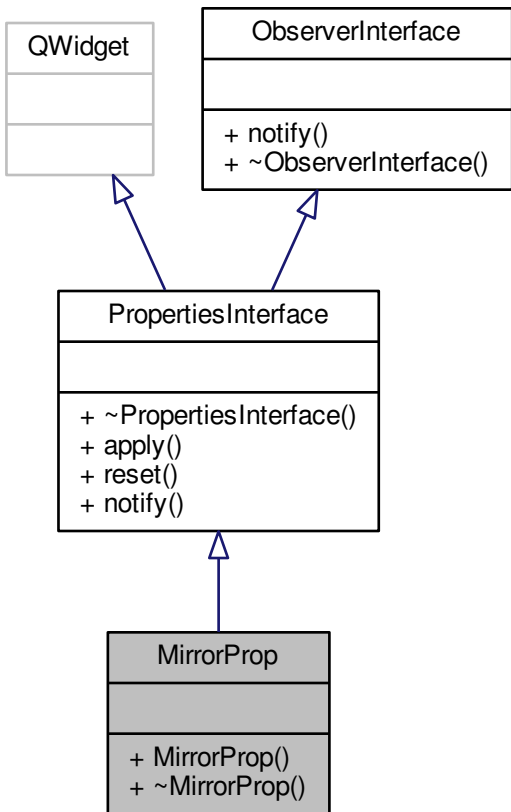 QWidget
ObserverInterface
+ notify()
+ ~ObserverInterface()
PropertiesInterface
+ ~PropertiesInterface()
+ apply()
+ reset()
+ notify()
MirrorProp
+ MirrorProp()
+ ~MirrorProp()